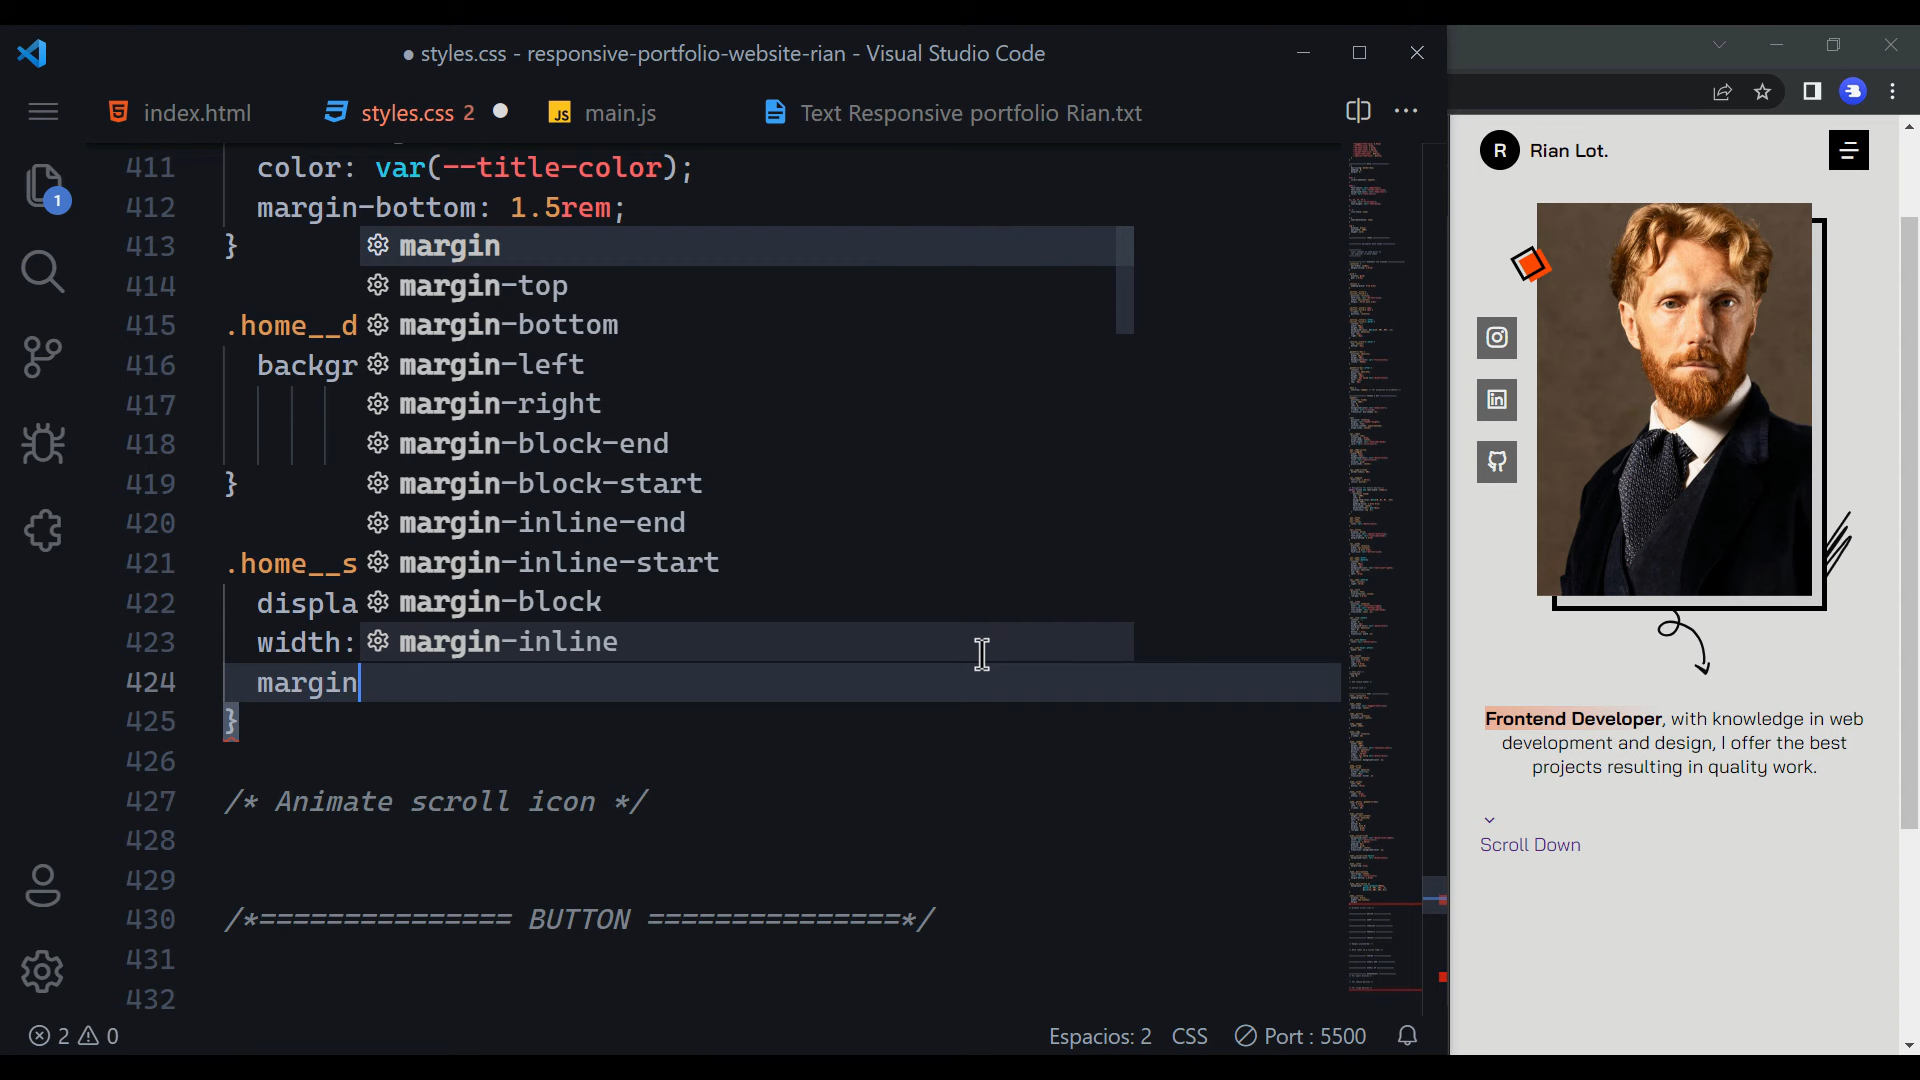 ● styles.css - responsive-portfolio-website-rian - Visual Studio Code
index.html
styles.css 2 ●
JS main.js
Text Responsive portfolio Rian.txt
1
411 color: var(--title-color);
412 margin-bottom: 1.5rem;
413 }
414
415 .home__d
416 backgr
417
418
419 }
420
421 .home__s
422 displa
423 width:
424 margin
425 }
426
427 /* Animate scroll icon */
428
429
430 /*=============== BUTTON ===============*/
431
432
margin
margin-top
margin-bottom
margin-left
margin-right
margin-block-end
margin-block-start
margin-inline-end
margin-inline-start
margin-block
margin-inline
2 0
Espacios: 2 CSS Port : 5500
R Rian Lot.
in
Frontend Developer, with knowledge in web
development and design, I offer the best
projects resulting in quality work.
Scroll Down